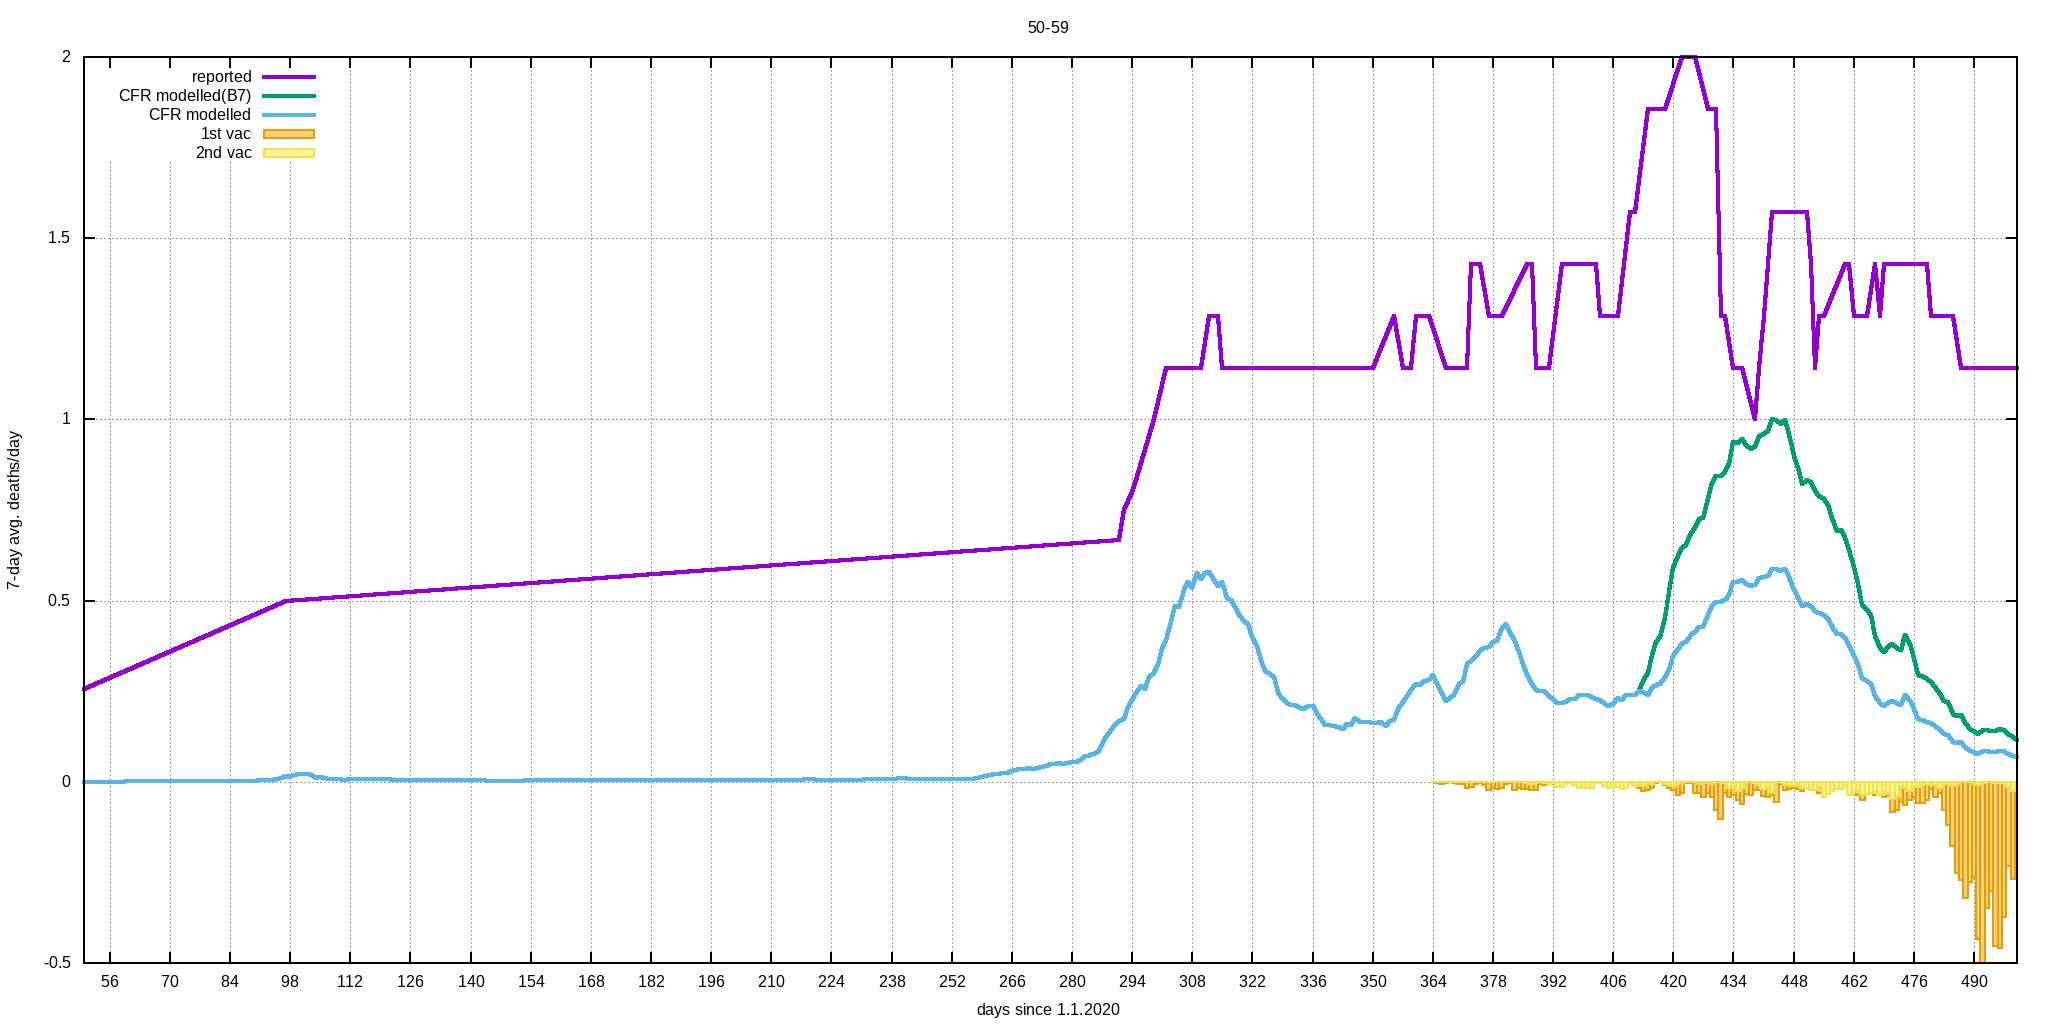 50-59
reported
CFR modelled(B7)
CFR modelled
1st vac
2nd vac
2
1.5
1
0.5
0
-0.5
7-day avg. deaths/day
56 70 84 98 112 126 140 154 168 182 196 210 224 238 252 266 280 294 308 322 336 350 364 378 392 406 420 434 448 462 476 490
days since 1.1.2020